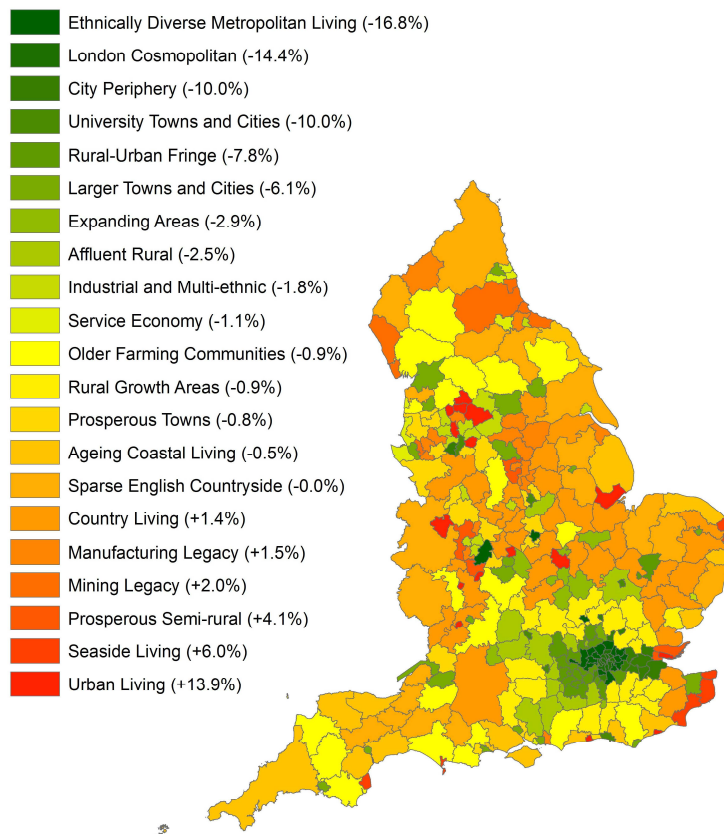 Ethnically Diverse Metropolitan Living (-16.8%)
London Cosmopolitan (-14.4%)
City Periphery (-10.0%)
University Towns and Cities (-10.0%)
Rural-Urban Fringe (-7.8%)
Larger Towns and Cities (-6.1%)
Expanding Areas (-2.9%)
Affluent Rural (-2.5%)
Industrial and Multi-ethnic (-1.8%)
Service Economy (-1.1%)
Older Farming Communities (-0.9%)
Rural Growth Areas (-0.9%)
Prosperous Towns (-0.8%)
Ageing Coastal Living (-0.5%)
Sparse English Countryside (-0.0%)
Country Living (+1.4%)
Manufacturing Legacy (+1.5%)
Mining Legacy (+2.0%)
Prosperous Semi-rural (+4.1%)
Seaside Living (+6.0%)
Urban Living (+13.9%)